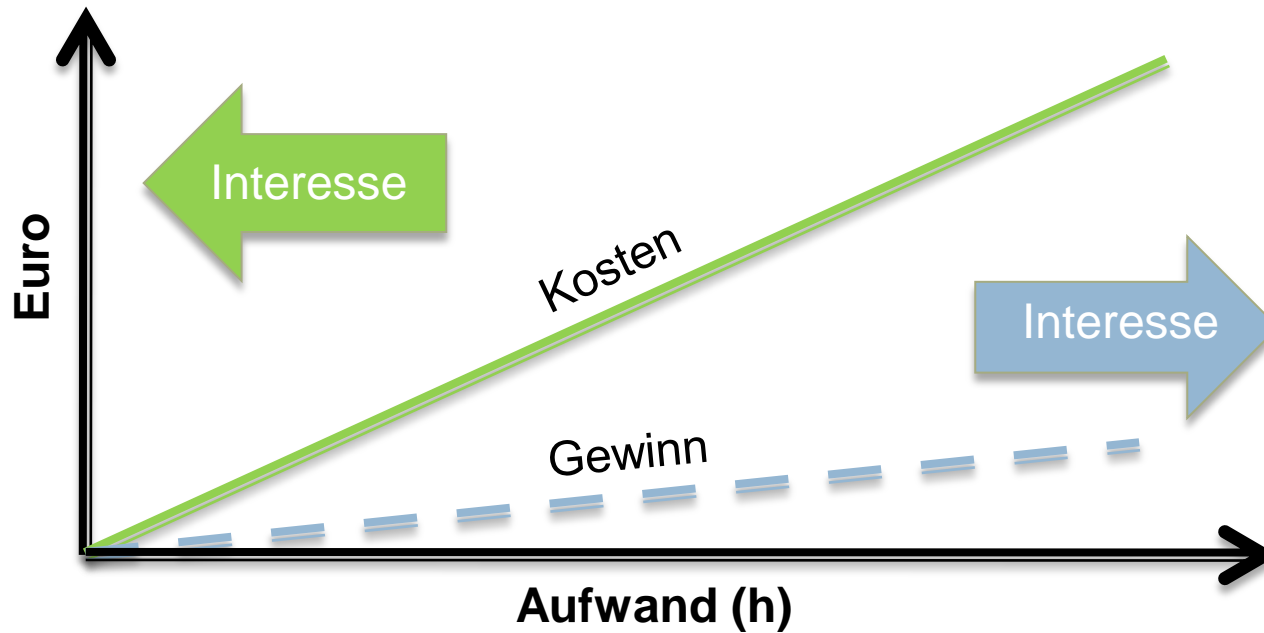 Interesse
Euro
Kosten
Interesse
Gewinn
Aufwand (h)